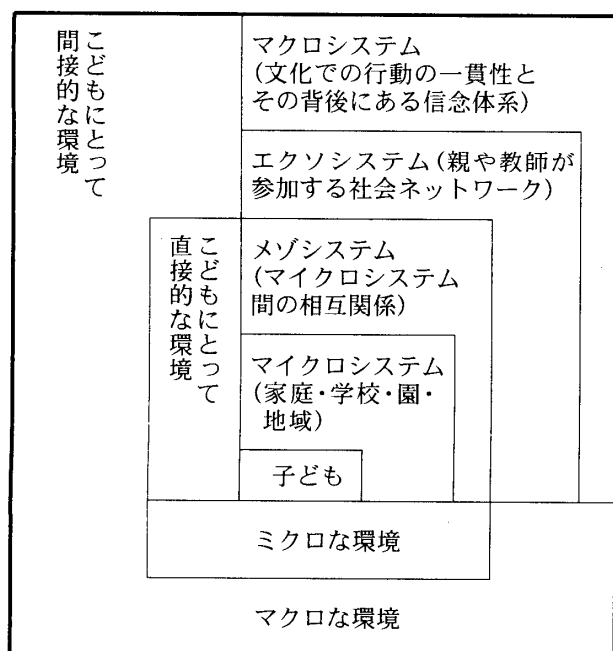 こどもにとって
間接的な環境
マクロシステム
(文化での行動の一貫性と
その背後にある信念体系)
エクソシステム(親や教師が
参加する社会ネットワーク)
こどもにとって
直接的な環境
メゾシステム
(マイクロシステム
間の相互関係)
マイクロシステム
(家庭・学校・園・
地域)
子ども
ミクロな環境
マクロな環境